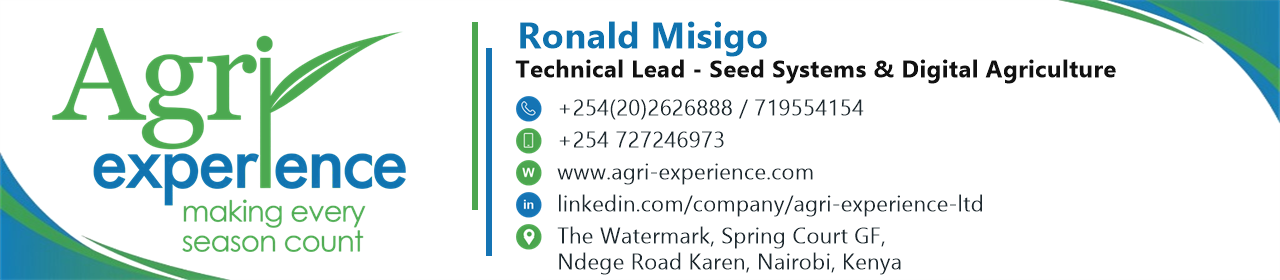 Agri
experience
making every
season count
Ronald Misigo
Technical Lead - Seed Systems & Digital Agriculture
+254(20)2626888 / 719554154
+254 727246973
W www.agri-experience.com
in linkedin.com/company/agri-experience-ltd
The Watermark, Spring Court GF,
Ndege Road Karen, Nairobi, Kenya